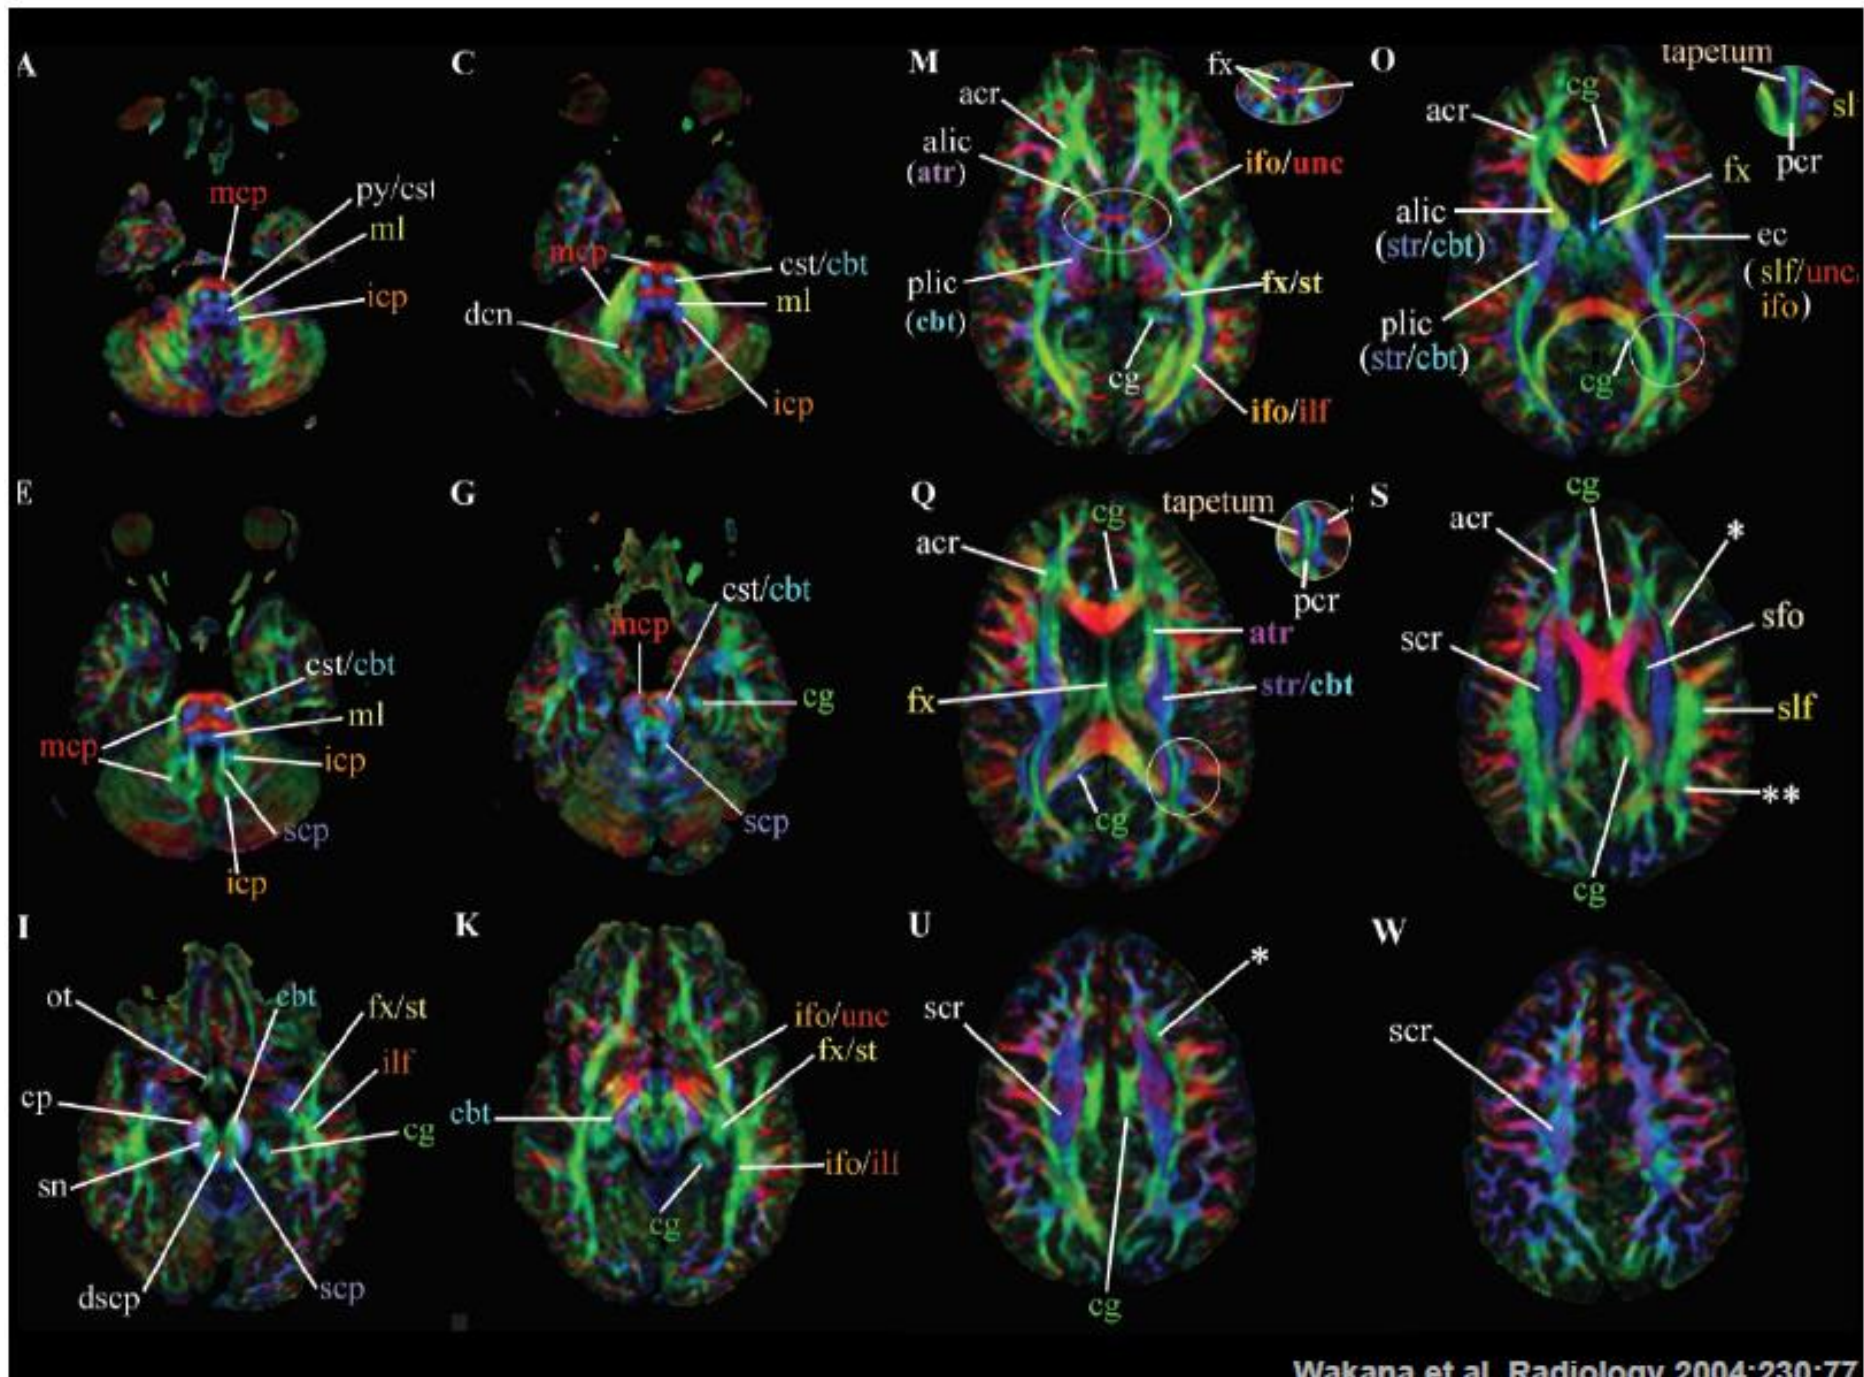 A
mcp
py/cst
ml
icp
C
mcp
cst/cbt
ml
dcn
icp
M
fx
acr
alic
(atr)
ifo/unc
plic
(cbt)
fx/st
cg
ifo/ilf
O
tapetum
cg
acr
sl
pcr
fx
alic
(str/cbt)
ec
(slf/unc
ifo)
plic
(str/cbt)
cg
E
cst/cbt
ml
mcp
icp
scp
icp
G
cst/cbt
mcp
cg
scp
Q
tapetum
cg
acr
pcr
atr
str/cbt
fx
cg
S
cg
acr
*
sfo
scr
slf
**
cg
I
ot
cbt
fx/st
ilf
cp
cg
sn
dscp
scp
K
ifo/unc
fx/st
cbt
ifo/ilf
cg
U
*
scr
cg
W
scr
Wakana et al. Radiology 2004;230:77